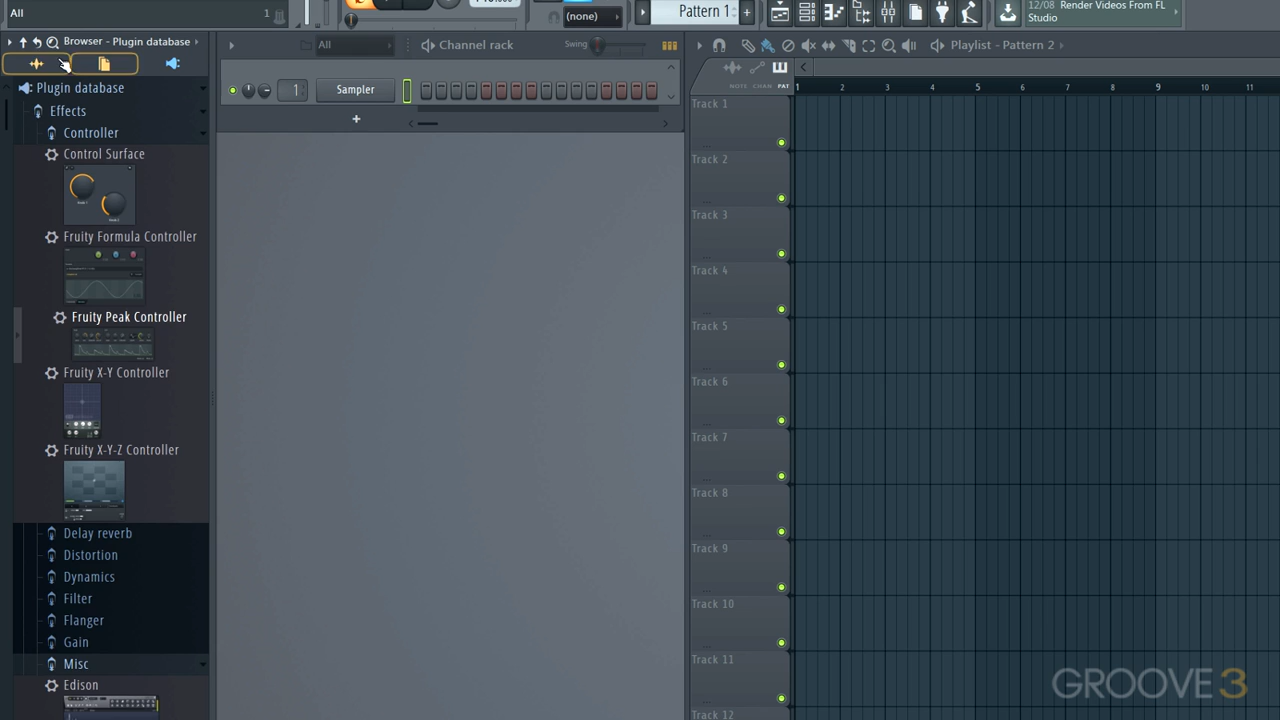 All
1
(none)
Pattern 1
+
12/08 Render Videos From FL
Studio
Browser - Plugin database
All
Channel rack
Swing
Playlist - Pattern 2
NOTE CHAN PAT
1 2 3 4 5 6 7 8 9 10 11
Plugin database
Effects
Controller
Control Surface
Fruity Formula Controller
Fruity Peak Controller
Fruity X-Y Controller
Fruity X-Y-Z Controller
Delay reverb
Distortion
Dynamics
Filter
Flanger
Gain
Misc
Edison
1
Sampler
+
Track 1
Track 2
Track 3
Track 4
Track 5
Track 6
Track 7
Track 8
Track 9
Track 10
Track 11
Track 12
GROOVE3